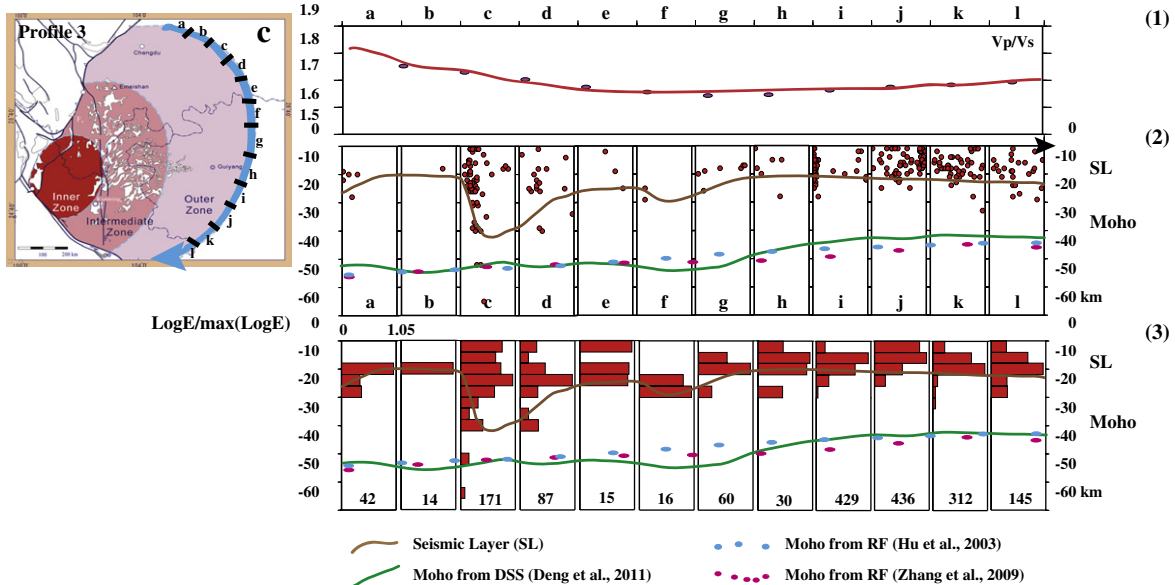 Profile 3
c
a
b
c
d
e
f
g
h
i
j
k
l
Chengdu
Emeishan
Guiyang
Inner
Zone
Intermediate
Zone
Outer
Zone
100
200 km
1.9
a b c d e f g h i j k l
(1)
1.8
Vp/Vs
1.7
1.6
1.6
0
0
(2)
-10
-20
-30
-40
-50
-60
0
-10
SL
-20
-30
Moho
-40
-50
-60 km
0
a b c d e f g h i j k l
LogE/max(LogE)
0
1.05
(3)
-10
-20
-30
-40
-50
-60
-10
SL
-20
-30
Moho
-40
-50
-60 km
42 14 171 87 15 16 60 30 429 436 312 145
Seismic Layer (SL)
Moho from RF (Hu et al., 2003)
Moho from DSS (Deng et al., 2011)
Moho from RF (Zhang et al., 2009)